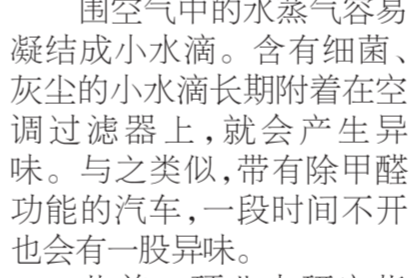 围空气中的水蒸气容易
凝结成小水滴。含有细菌、
灰尘的小水滴长期附着在空
调过滤器上,就会产生异
味。与之类似,带有除甲醛
功能的汽车,一段时间不开
也会有一股异味。